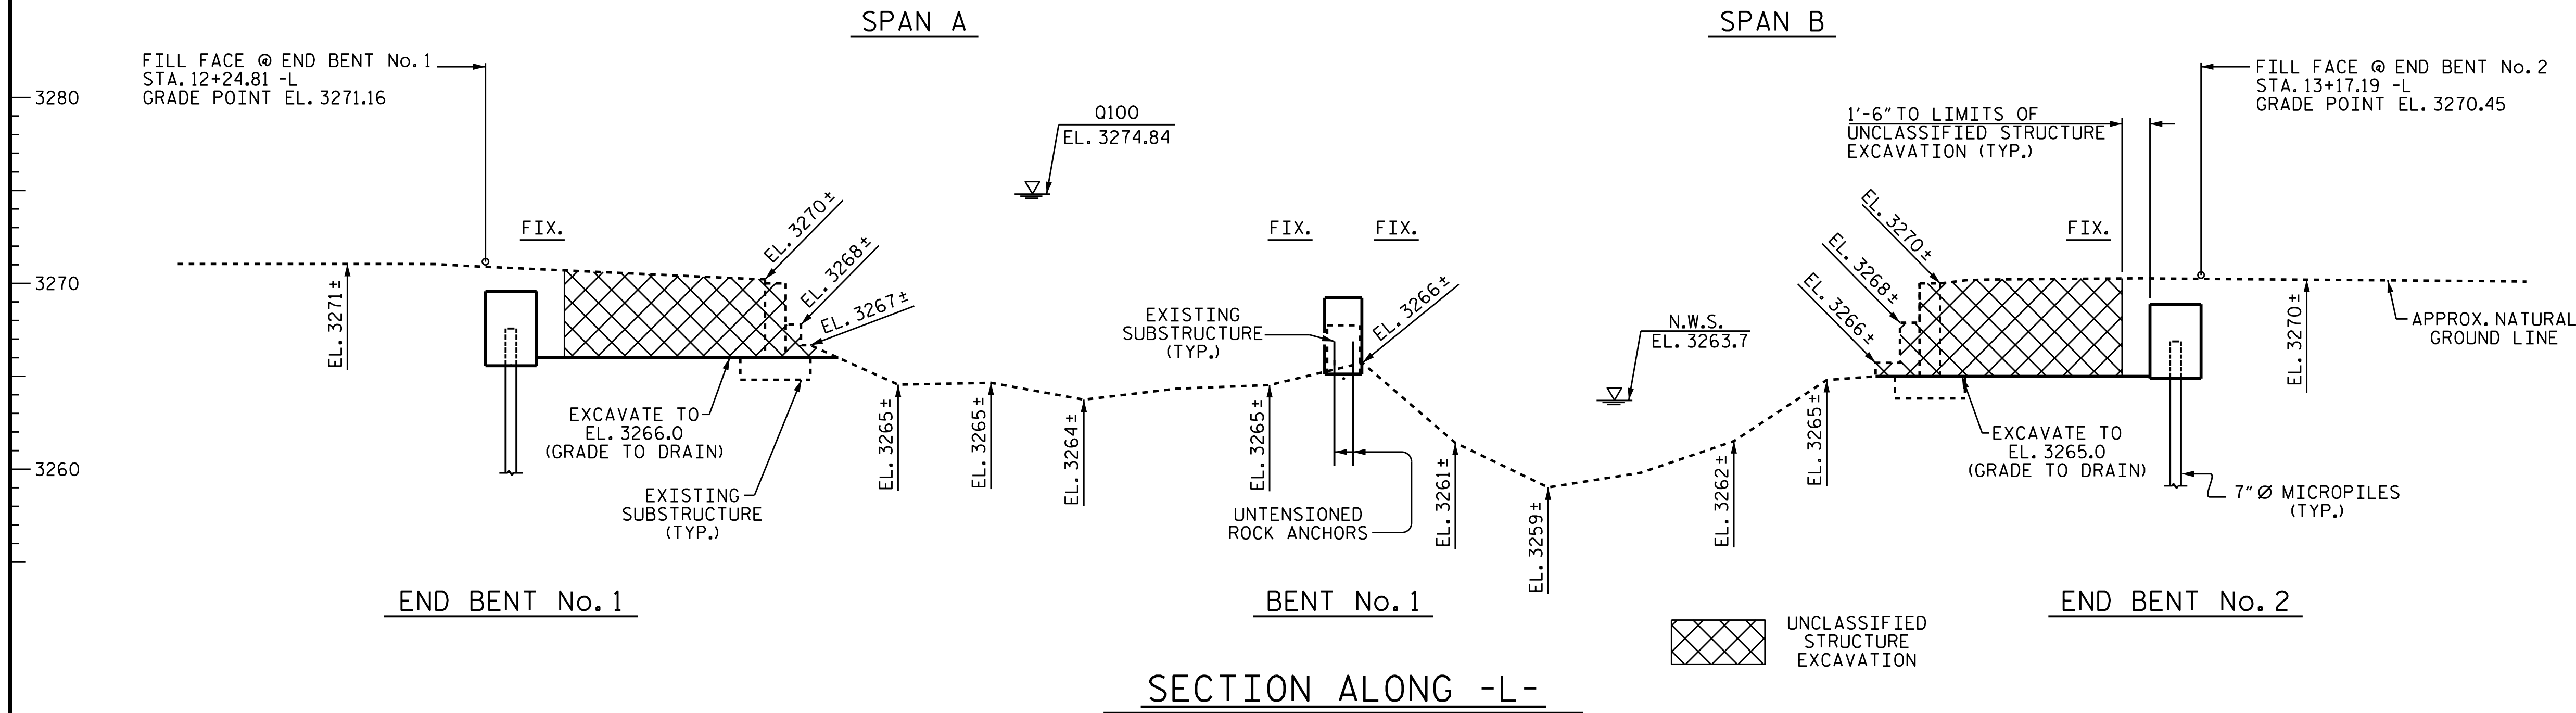 SPAN A
SPAN B
FILL FACE @ END BENT No. 1
STA. 12+24.81 -L
GRADE POINT EL. 3271.16
3280
3270
3260
Q100
EL. 3274.84
1'-6" TO LIMITS OF
UNCLASSIFIED STRUCTURE
EXCAVATION (TYP.)
FILL FACE @ END BENT No. 2
STA. 13+17.19 -L
GRADE POINT EL. 3270.45
FIX.
FIX.
FIX.
FIX.
EL. 3271±
EL. 3270±
EL. 3268±
EL. 3267±
EXISTING
SUBSTRUCTURE
(TYP.)
EL. 3266±
N.W.S.
EL. 3263.7
EL. 3270±
EL. 3268±
EL. 3266±
EL. 3270±
APPROX. NATURAL
GROUND LINE
EXCAVATE TO
EL. 3266.0
(GRADE TO DRAIN)
EXISTING
SUBSTRUCTURE
(TYP.)
EL. 3265±
EL. 3265±
EL. 3264±
EL. 3265±
UNTENSIONED
ROCK ANCHORS
EL. 3261±
EL. 3259±
EL. 3262±
EL. 3265±
EXCAVATE TO
EL. 3265.0
(GRADE TO DRAIN)
7" Ø MICROPILES
(TYP.)
END BENT No. 1
BENT No. 1
END BENT No. 2
UNCLASSIFIED
STRUCTURE
EXCAVATION
SECTION ALONG -L-